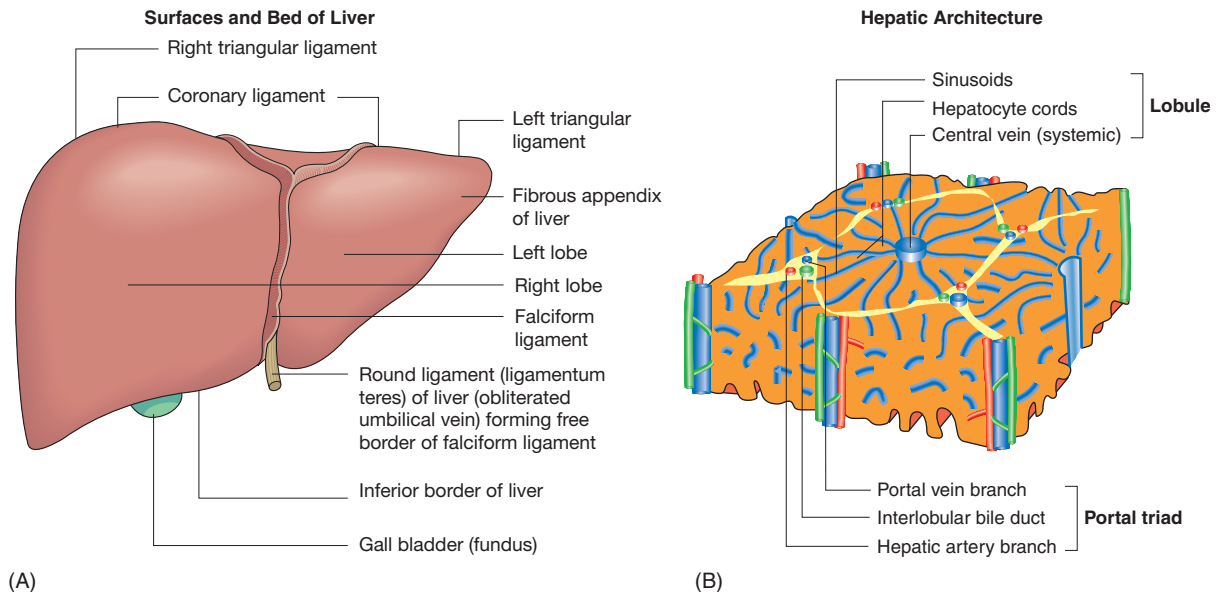 Surfaces and Bed of Liver
Right triangular ligament
Coronary ligament
Left triangular
ligament
Fibrous appendix
of liver
Left lobe
Right lobe
Falciform
ligament
Round ligament (ligamentum
teres) of liver (obliterated
umbilical vein) forming free
border of falciform ligament
Inferior border of liver
Gall bladder (fundus)
(A)
Hepatic Architecture
Sinusoids
Hepatocyte cords
Central vein (systemic)
Lobule
Portal vein branch
Interlobular bile duct
Hepatic artery branch
Portal triad
(B)